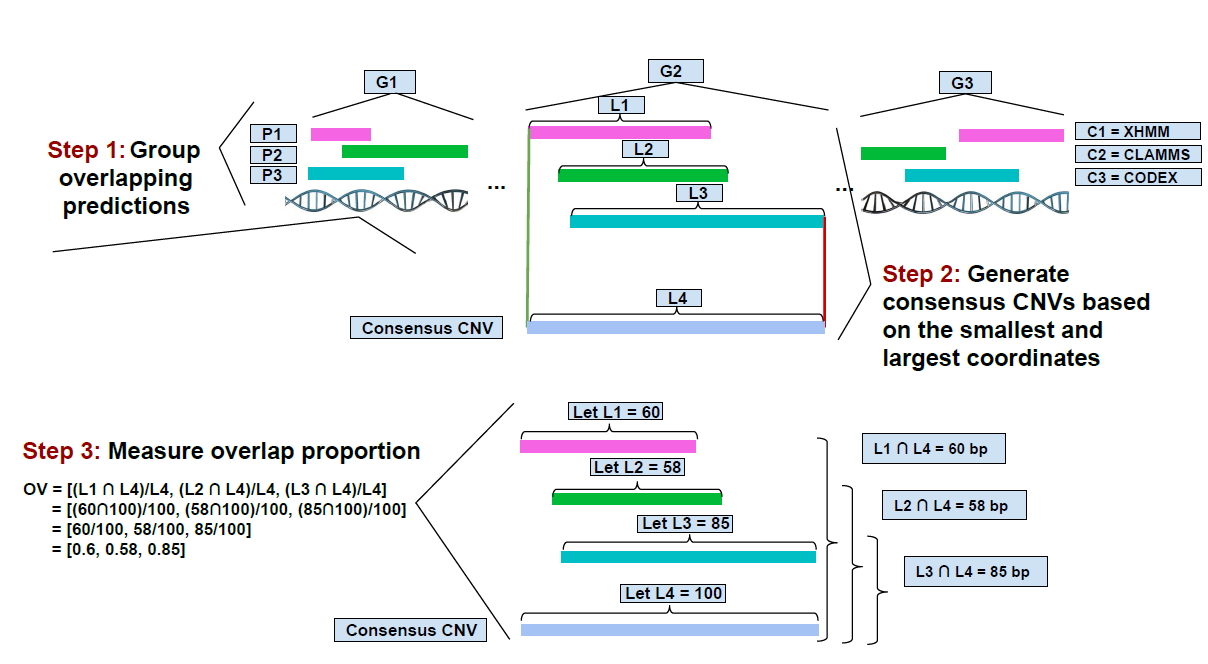 G1
G2
G3
L1
P1
P2
P3
Step 1: Group
overlapping
predictions
L2
L3
...
...
C1 = XHMM
C2 = CLAMMS
C3 = CODEX
Step 2: Generate
consensus CNVs based
on the smallest and
largest coordinates
L4
Consensus CNV
Step 3: Measure overlap proportion
OV = [(L1 ∩ L4)/L4, (L2 ∩ L4)/L4, (L3 ∩ L4)/L4]
= [(60∩100)/100, (58∩100)/100, (85∩100)/100]
= [60/100, 58/100, 85/100]
= [0.6, 0.58, 0.85]
Let L1 = 60
Let L2 = 58
Let L3 = 85
Let L4 = 100
Consensus CNV
L1 ∩ L4 = 60 bp
L2 ∩ L4 = 58 bp
L3 ∩ L4 = 85 bp